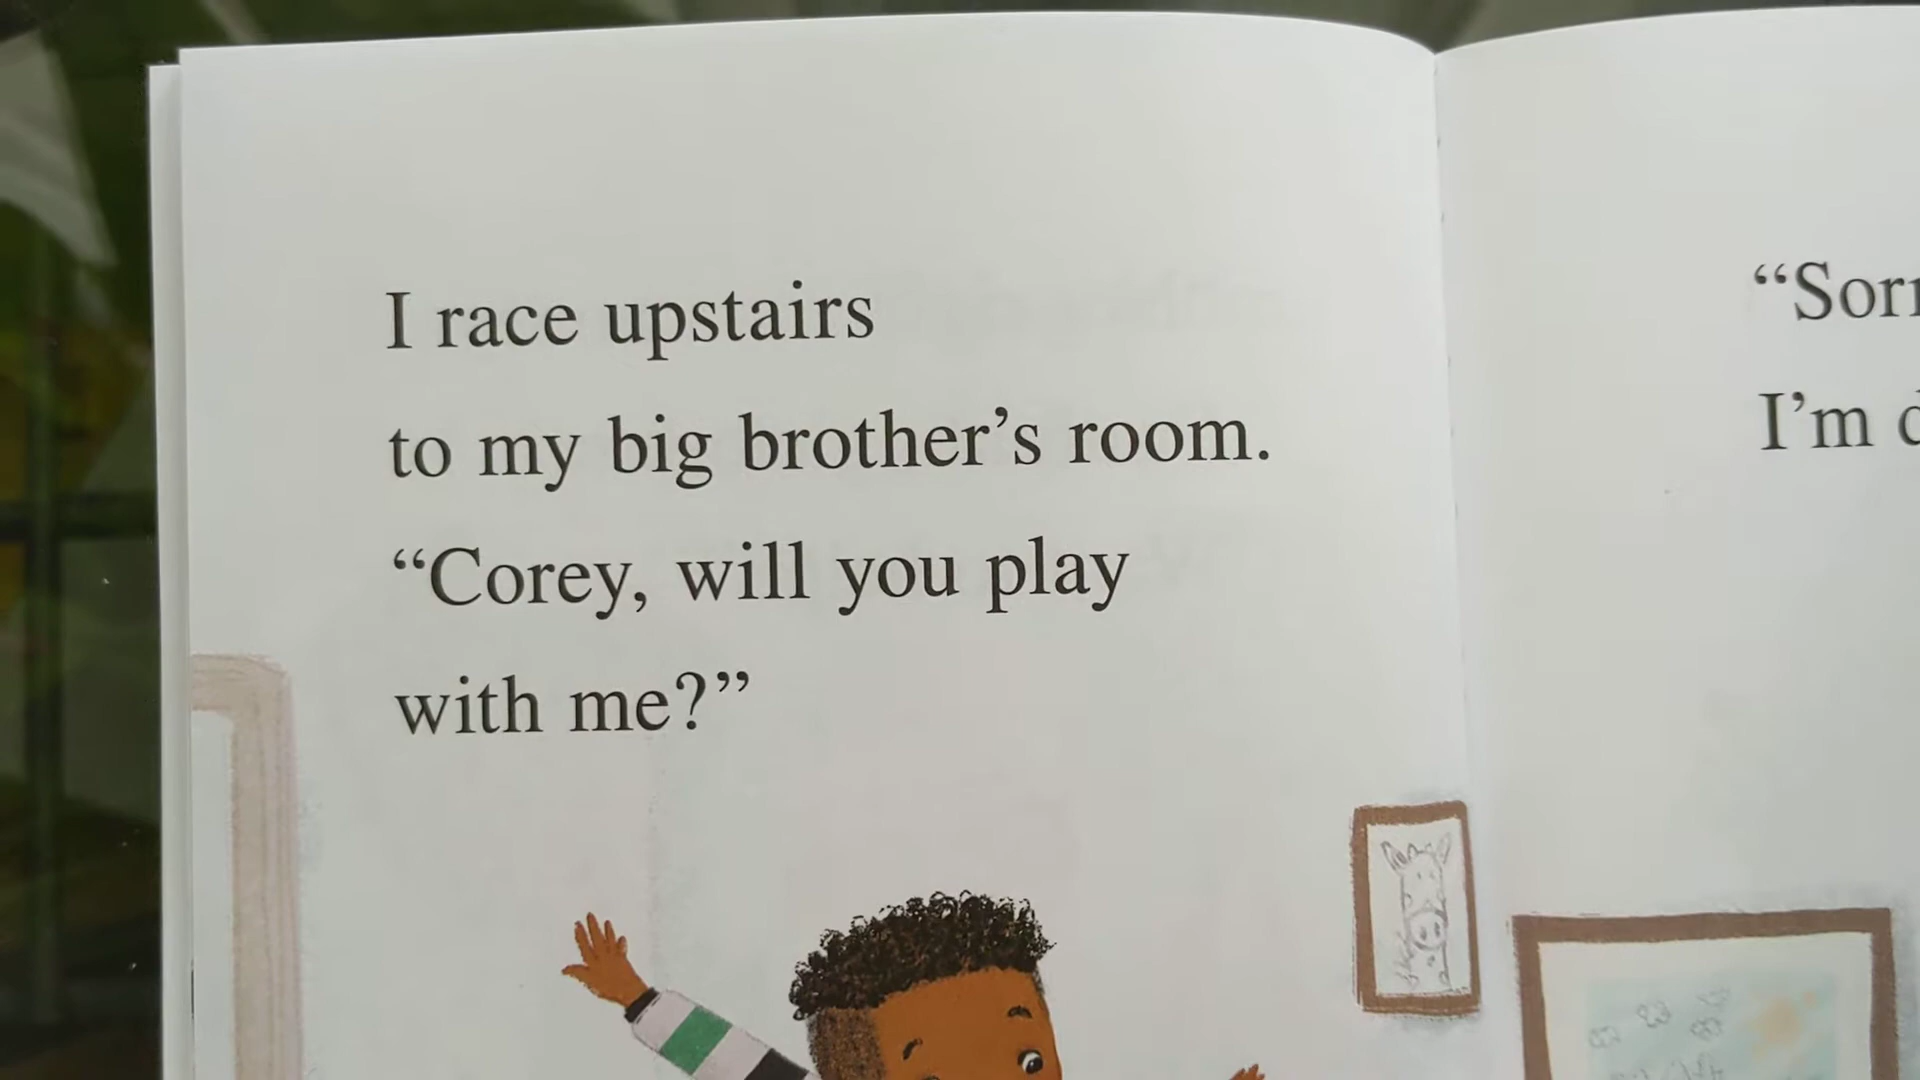 I race upstairs
to my big brother’s room.
“Corey, will you play
with me?”
I’m